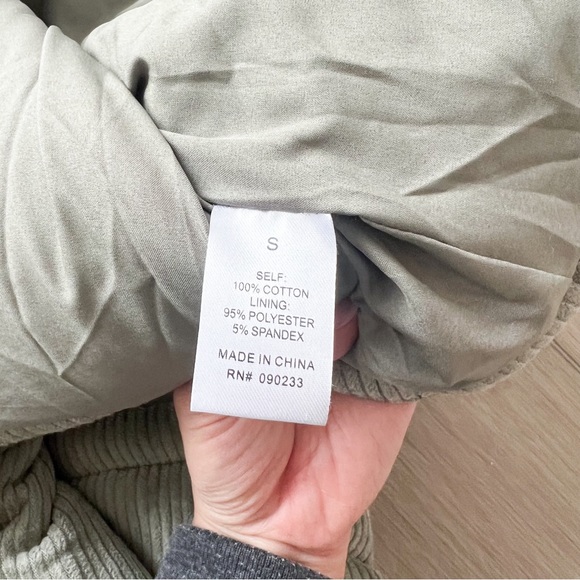 S
SELF:
100% COTTON
LINING:
95% POLYESTER
5% SPANDEX
MADE IN CHINA
RN# 090233